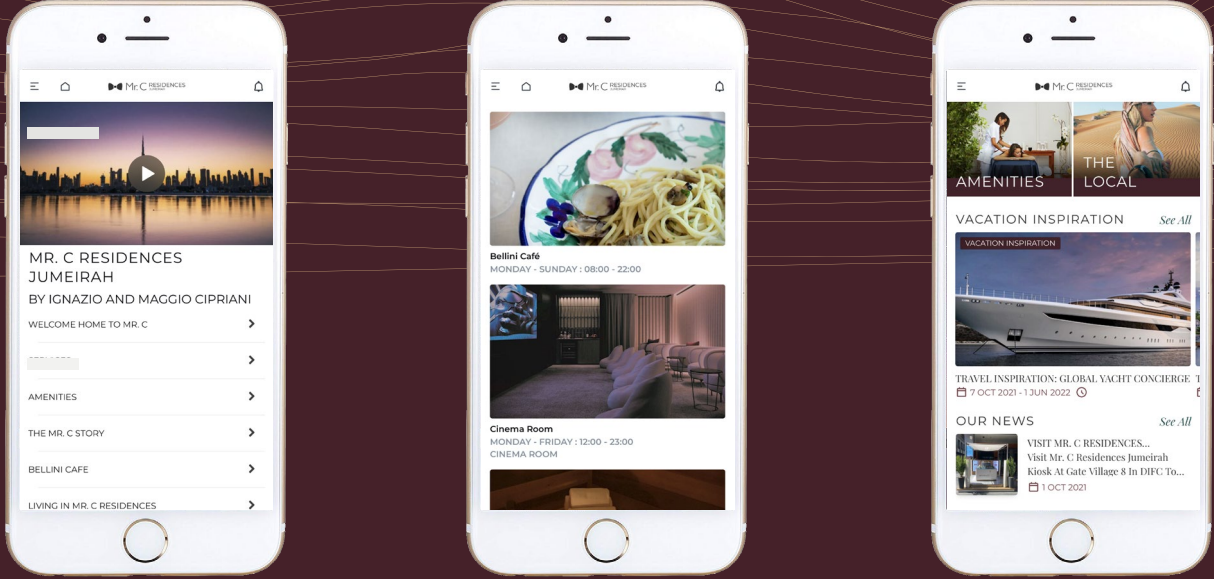 Mr. C RESIDENCES
MR. C RESIDENCES
JUMEIRAH
BY IGNAZIO AND MAGGIO CIPRIANI
WELCOME HOME TO MR. C
AMENITIES
THE MR. C STORY
BELLINI CAFE
LIVING IN MR. C RESIDENCES
Mr. C RESIDENCES
Bellini Café
MONDAY - SUNDAY : 08:00 - 22:00
Cinema Room
MONDAY - FRIDAY : 12:00 - 23:00
CINEMA ROOM
Mr. C RESIDENCES
AMENITIES
THE
LOCAL
VACATION INSPIRATION See All
VACATION INSPIRATION
TRAVEL INSPIRATION: GLOBAL YACHT CONCIERGE T
7 OCT 2021 - 1 JUN 2022
OUR NEWS See All
VISIT MR. C RESIDENCES...
Visit Mr. C Residences Jumeirah
Kiosk At Gate Village 8 In DIFC To...
1 OCT 2021